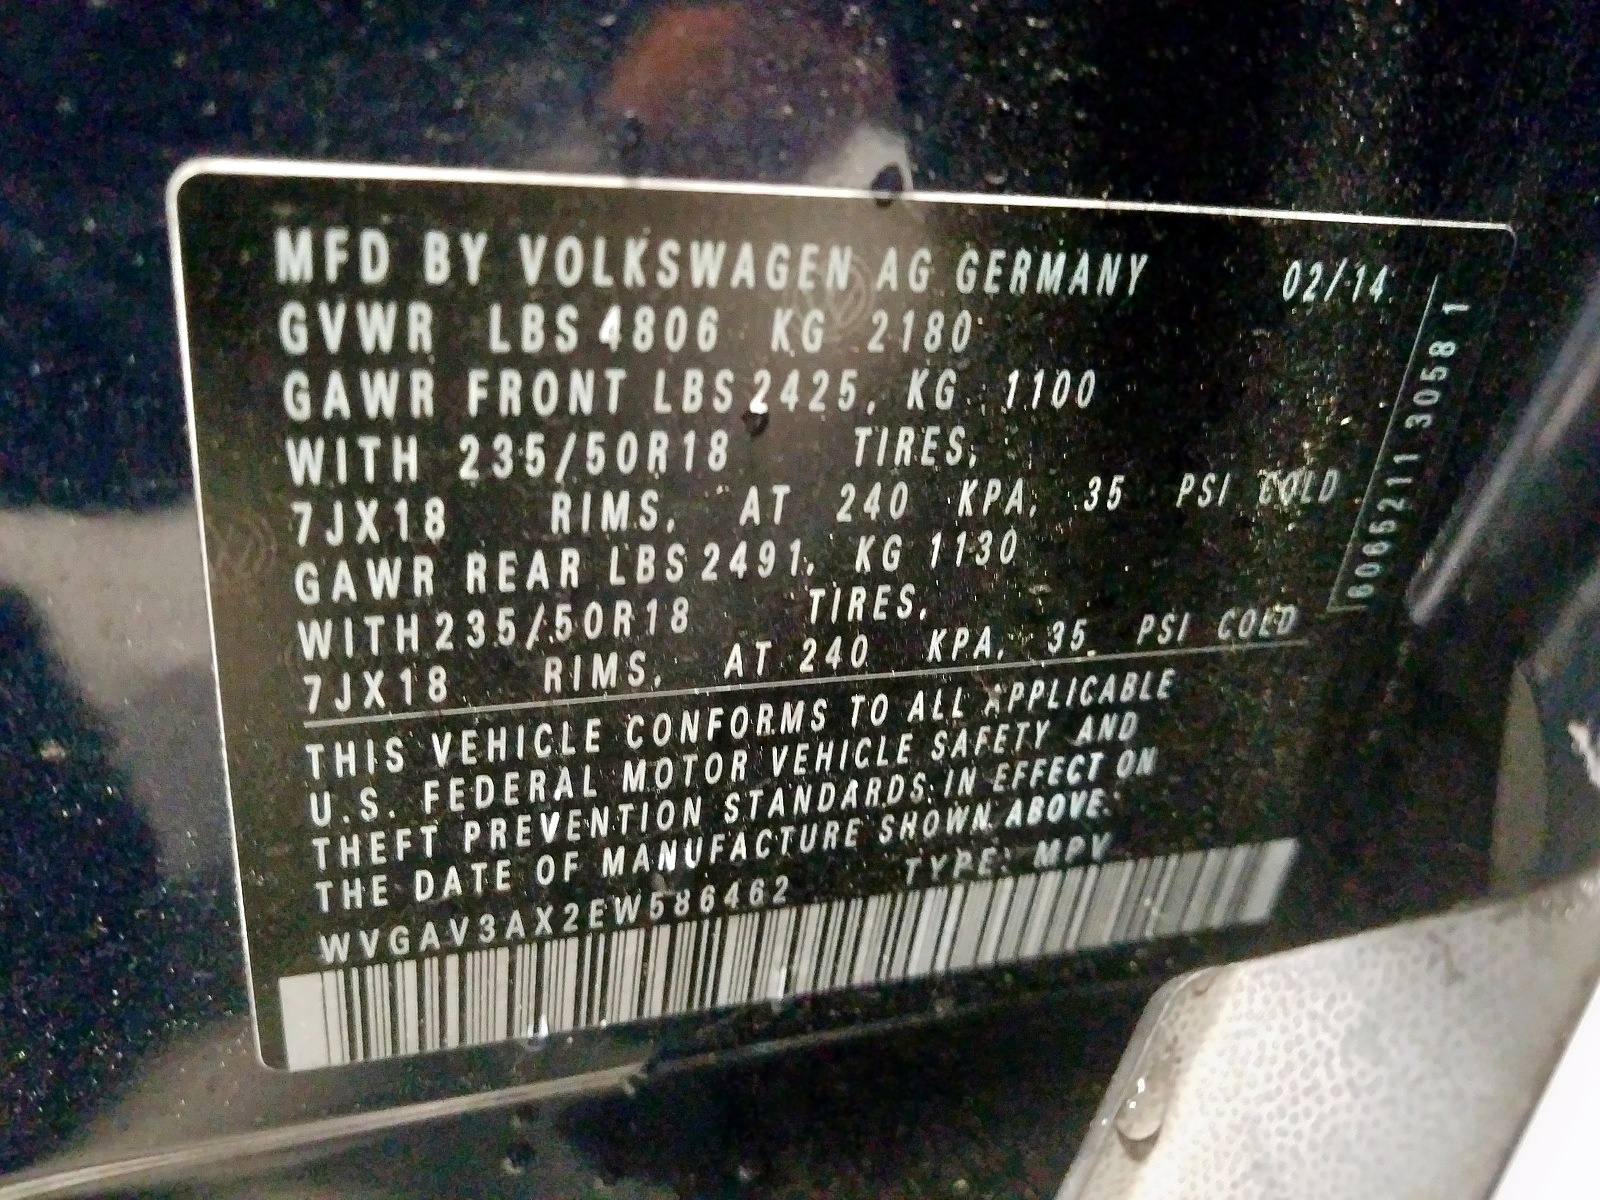 MFD BY VOLKSWAGEN AG GERMANY 02/14
GVWR LBS 4806 KG 2180
GAWR FRONT LBS 2425, KG 1100
WITH 235/50R18 TIRES,
7JX18 RIMS, AT 240 KPA, 35 PSI COLD
GAWR REAR LBS 2491, KG 1130
WITH 235/50R18 TIRES,
7JX18 RIMS, AT 240 KPA, 35 PSI COLD
THIS VEHICLE CONFORMS TO ALL APPLICABLE
U.S. FEDERAL MOTOR VEHICLE SAFETY AND
THEFT PREVENTION STANDARDS IN EFFECT ON
THE DATE OF MANUFACTURE SHOWN ABOVE.
WVGAV3AX2EW586462 TYPE: MPV
3058 1